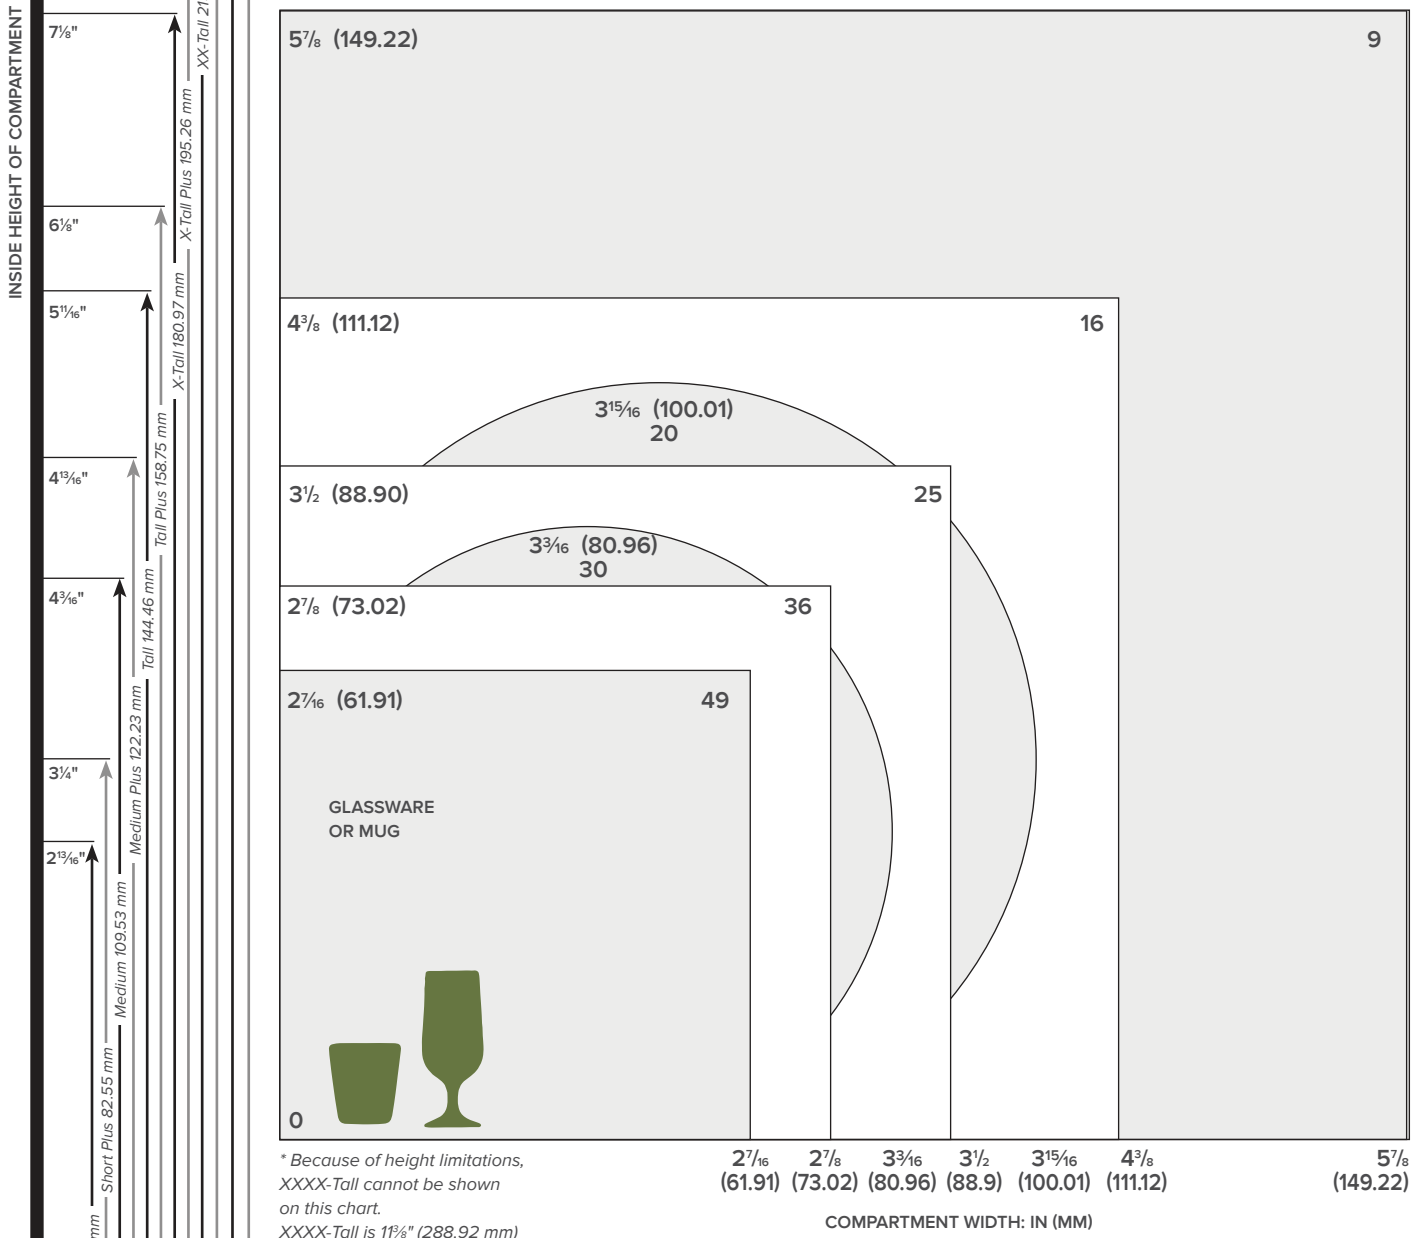 INSIDE HEIGHT OF COMPARTMENT
7⅛"
6⅛"
5¹¹⁄₁₆"
4¹³⁄₁₆"
4³⁄₁₆"
3¼"
2¹³⁄₁₆"
mm
Short Plus 82.55 mm
Medium 109.53 mm
Medium Plus 122.23 mm
Tall 144.46 mm
Tall Plus 158.75 mm
X-Tall 180.97 mm
X-Tall Plus 195.26 mm
XX-Tall 21
5⁷⁄₈ (149.22) 9
4³⁄₈ (111.12) 16
3¹⁵⁄₁₆ (100.01)
20
3¹⁄₂ (88.90) 25
3³⁄₁₆ (80.96)
30
2⁷⁄₈ (73.02) 36
2⁷⁄₁₆ (61.91) 49
GLASSWARE
OR MUG
0
2⁷⁄₁₆ 2⁷⁄₈ 3³⁄₁₆ 3¹⁄₂ 3¹⁵⁄₁₆ 4³⁄₈ 5⁷⁄₈
(61.91) (73.02) (80.96) (88.9) (100.01) (111.12) (149.22)
COMPARTMENT WIDTH: IN (MM)
* Because of height limitations,
XXXX-Tall cannot be shown
on this chart.
XXXX-Tall is 11⅜" (288.92 mm)